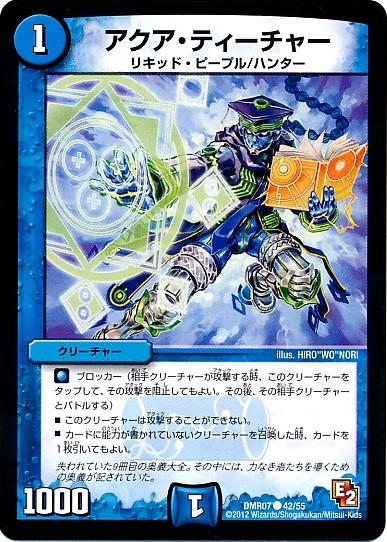 1
アクア・ティーチャー
リキッド・ピープル/ハンター
illus. HIRO"WO"NORI
クリーチャー
ブロッカー(相手クリーチャーが攻撃する時、このクリーチャーを
タップして、その攻撃を阻止してもよい。その後、その相手クリーチャー
とバトルする)
■ このクリーチャーは攻撃することができない。
■ カードに能力が書かれていないクリーチャーを召喚した時、カードを
1枚引いてもよい。
失われていた9冊目の奥義大全。その中には、力なき者たちを導くため
の奥義が記されていた。
1000
1
DMR07 ● 42/55
©2012 Wizards/Shogakukan/Mitsui-Kids
E2